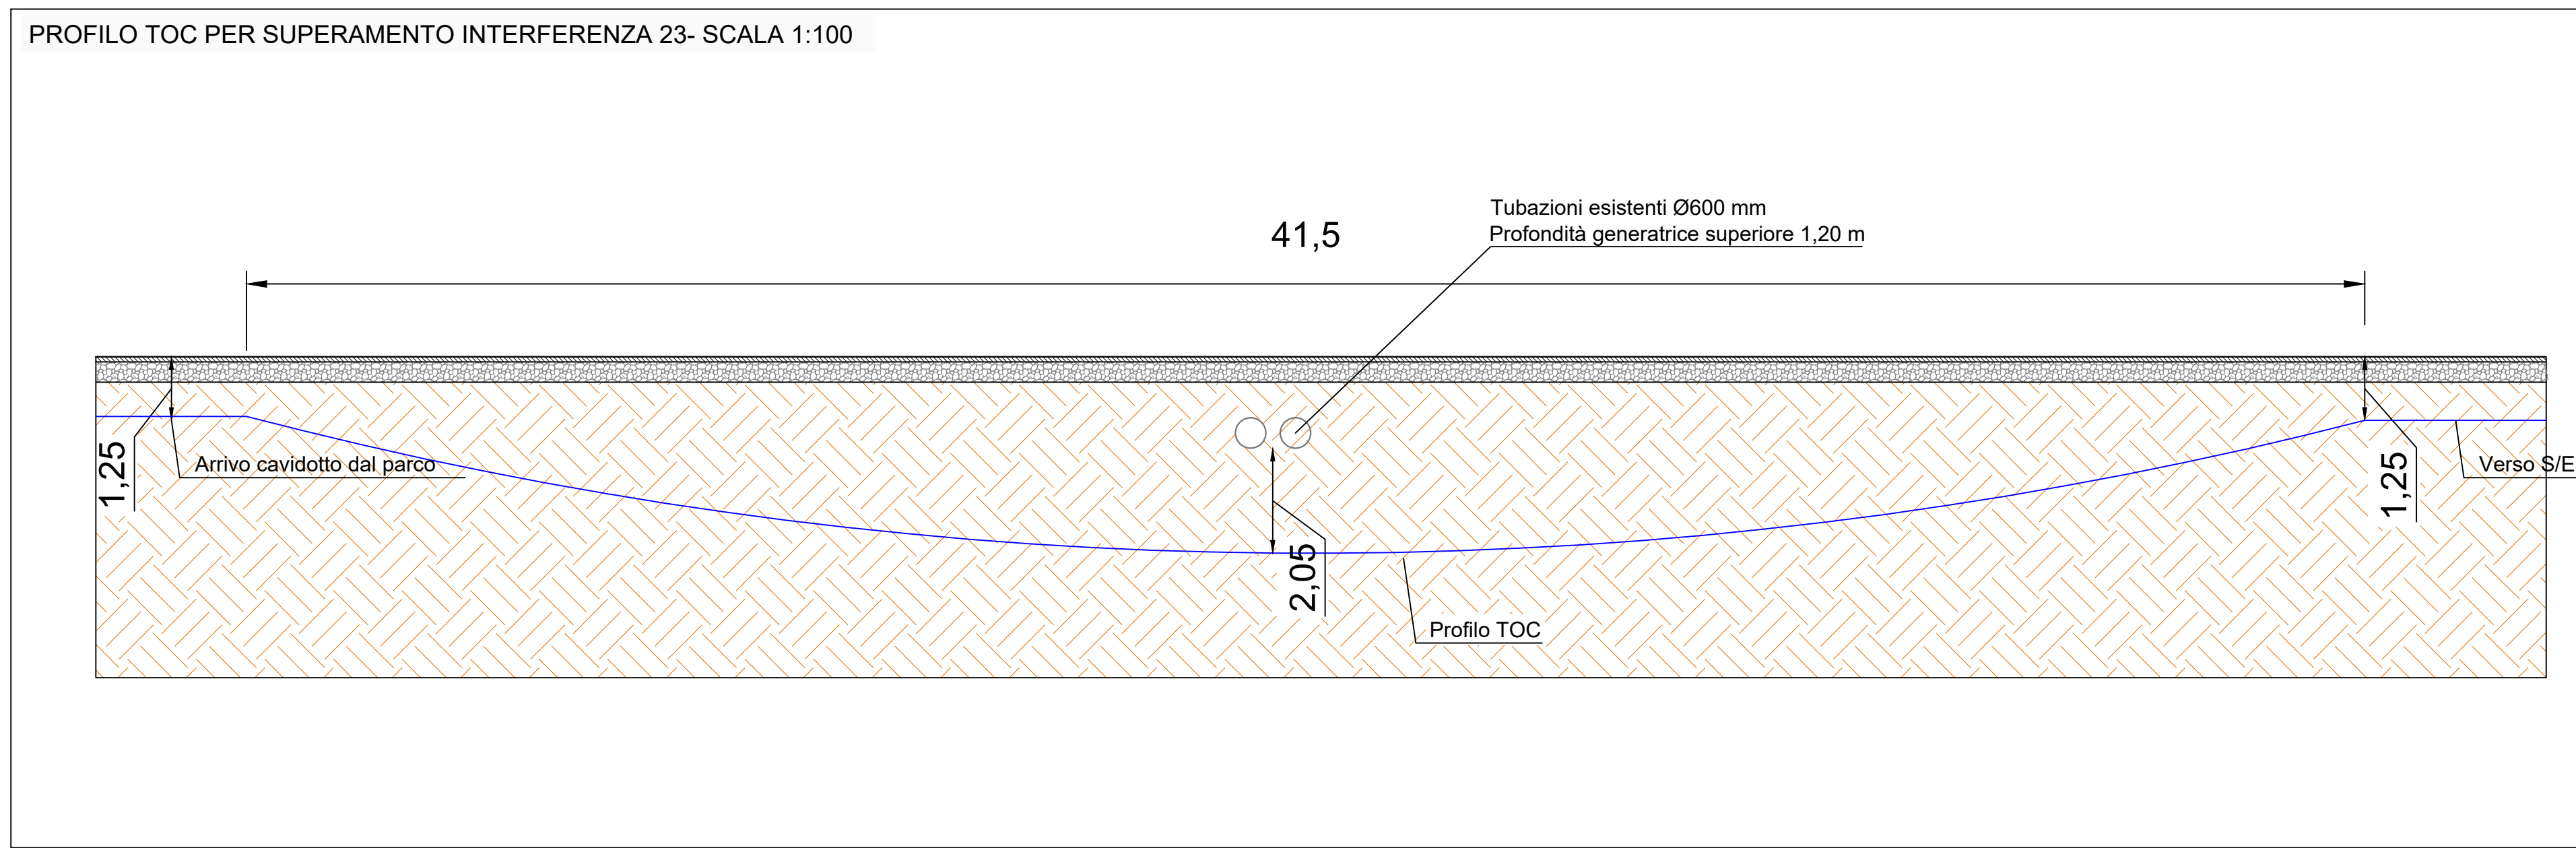 PROFILO TOC PER SUPERAMENTO INTERFERENZA 23- SCALA 1:100
Tubazioni esistenti Ø600 mm
Profondità generatrice superiore 1,20 m
41,5
1,25
Arrivo cavidotto dal parco
2,05
Profilo TOC
1,25
Verso S/E